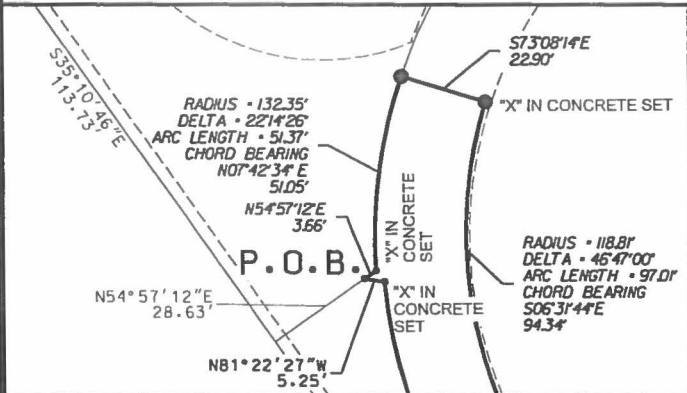 S73°08'14"E
22.90'
"X" IN CONCRETE SET
S35°10'46"E
113.73'
RADIUS = 132.35'
DELTA = 22°14'26"
ARC LENGTH = 51.37'
CHORD BEARING
N07°42'34" E
51.05'
N54°57'12"E
3.66'
"X" IN
CONCRETE
SET
P.O.B.
"X" IN
CONCRETE
SET
RADIUS = 118.81'
DELTA = 46°47'00"
ARC LENGTH = 97.01'
CHORD BEARING
S06°31'44"E
94.34'
N54°57'12"E
28.63'
N81°22'27"W
5.25'